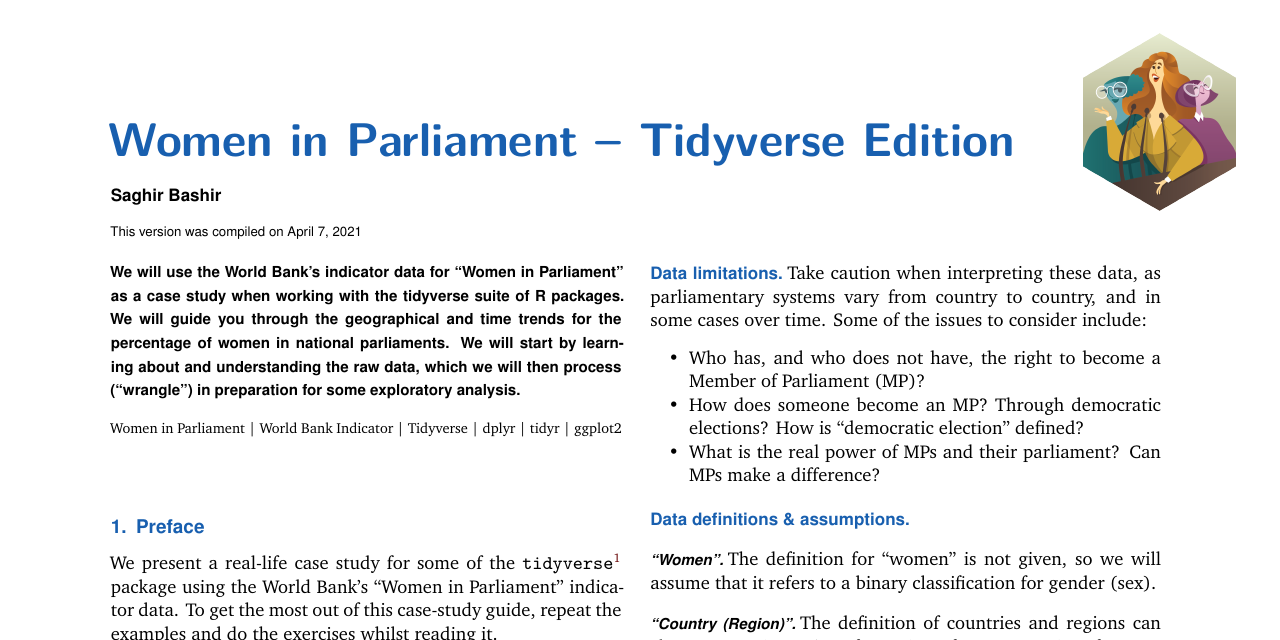 Women in Parliament – Tidyverse Edition
Saghir Bashir
This version was compiled on April 7, 2021
We will use the World Bank’s indicator data for “Women in Parliament”
as a case study when working with the tidyverse suite of R packages.
We will guide you through the geographical and time trends for the
percentage of women in national parliaments. We will start by learn-
ing about and understanding the raw data, which we will then process
(“wrangle”) in preparation for some exploratory analysis.
Women in Parliament | World Bank Indicator | Tidyverse | dplyr | tidyr | ggplot2
1. Preface
We present a real-life case study for some of the tidyverse1
package using the World Bank’s “Women in Parliament” indica-
tor data. To get the most out of this case-study guide, repeat the
examples and do the exercises whilst reading it.
Data limitations. Take caution when interpreting these data, as
parliamentary systems vary from country to country, and in
some cases over time. Some of the issues to consider include:
• Who has, and who does not have, the right to become a
Member of Parliament (MP)?
• How does someone become an MP? Through democratic
elections? How is “democratic election” defined?
• What is the real power of MPs and their parliament? Can
MPs make a difference?
Data definitions & assumptions.
“Women”. The definition for “women” is not given, so we will
assume that it refers to a binary classification for gender (sex).
“Country (Region)”. The definition of countries and regions can